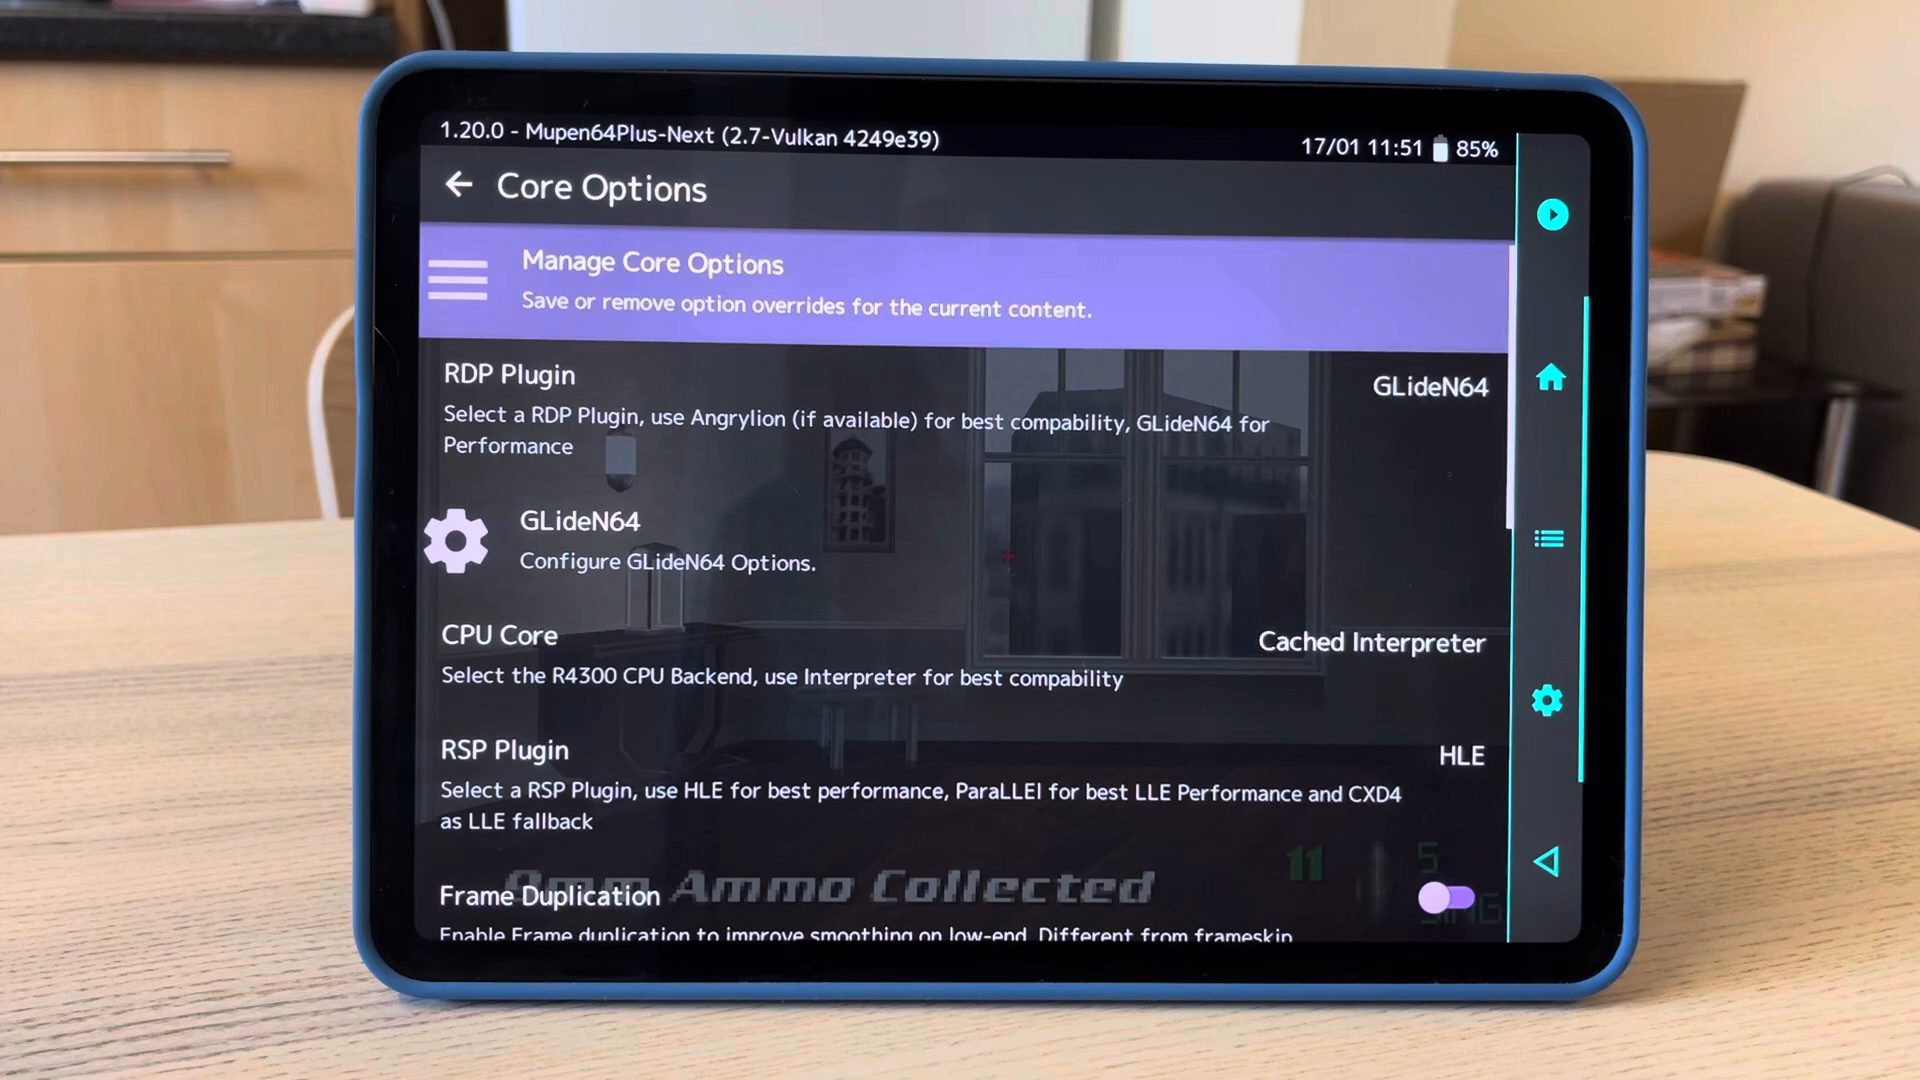 1.20.0 - Mupen64Plus-Next (2.7-Vulkan 4249e39)
17/01 11:51 85%
Core Options
Manage Core Options
Save or remove option overrides for the current content.
RDP Plugin
GLideN64
Select a RDP Plugin, use Angrylion (if available) for best compability, GLideN64 for
Performance
GLideN64
Configure GLideN64 Options.
CPU Core
Cached Interpreter
Select the R4300 CPU Backend, use Interpreter for best compability
RSP Plugin
HLE
Select a RSP Plugin, use HLE for best performance, ParaLLEl for best LLE Performance and CXD4
as LLE fallback
11
5
Frame Duplication
Ammo Collected
Enable Frame duplication to improve smoothing on low-end. Different from frameskip